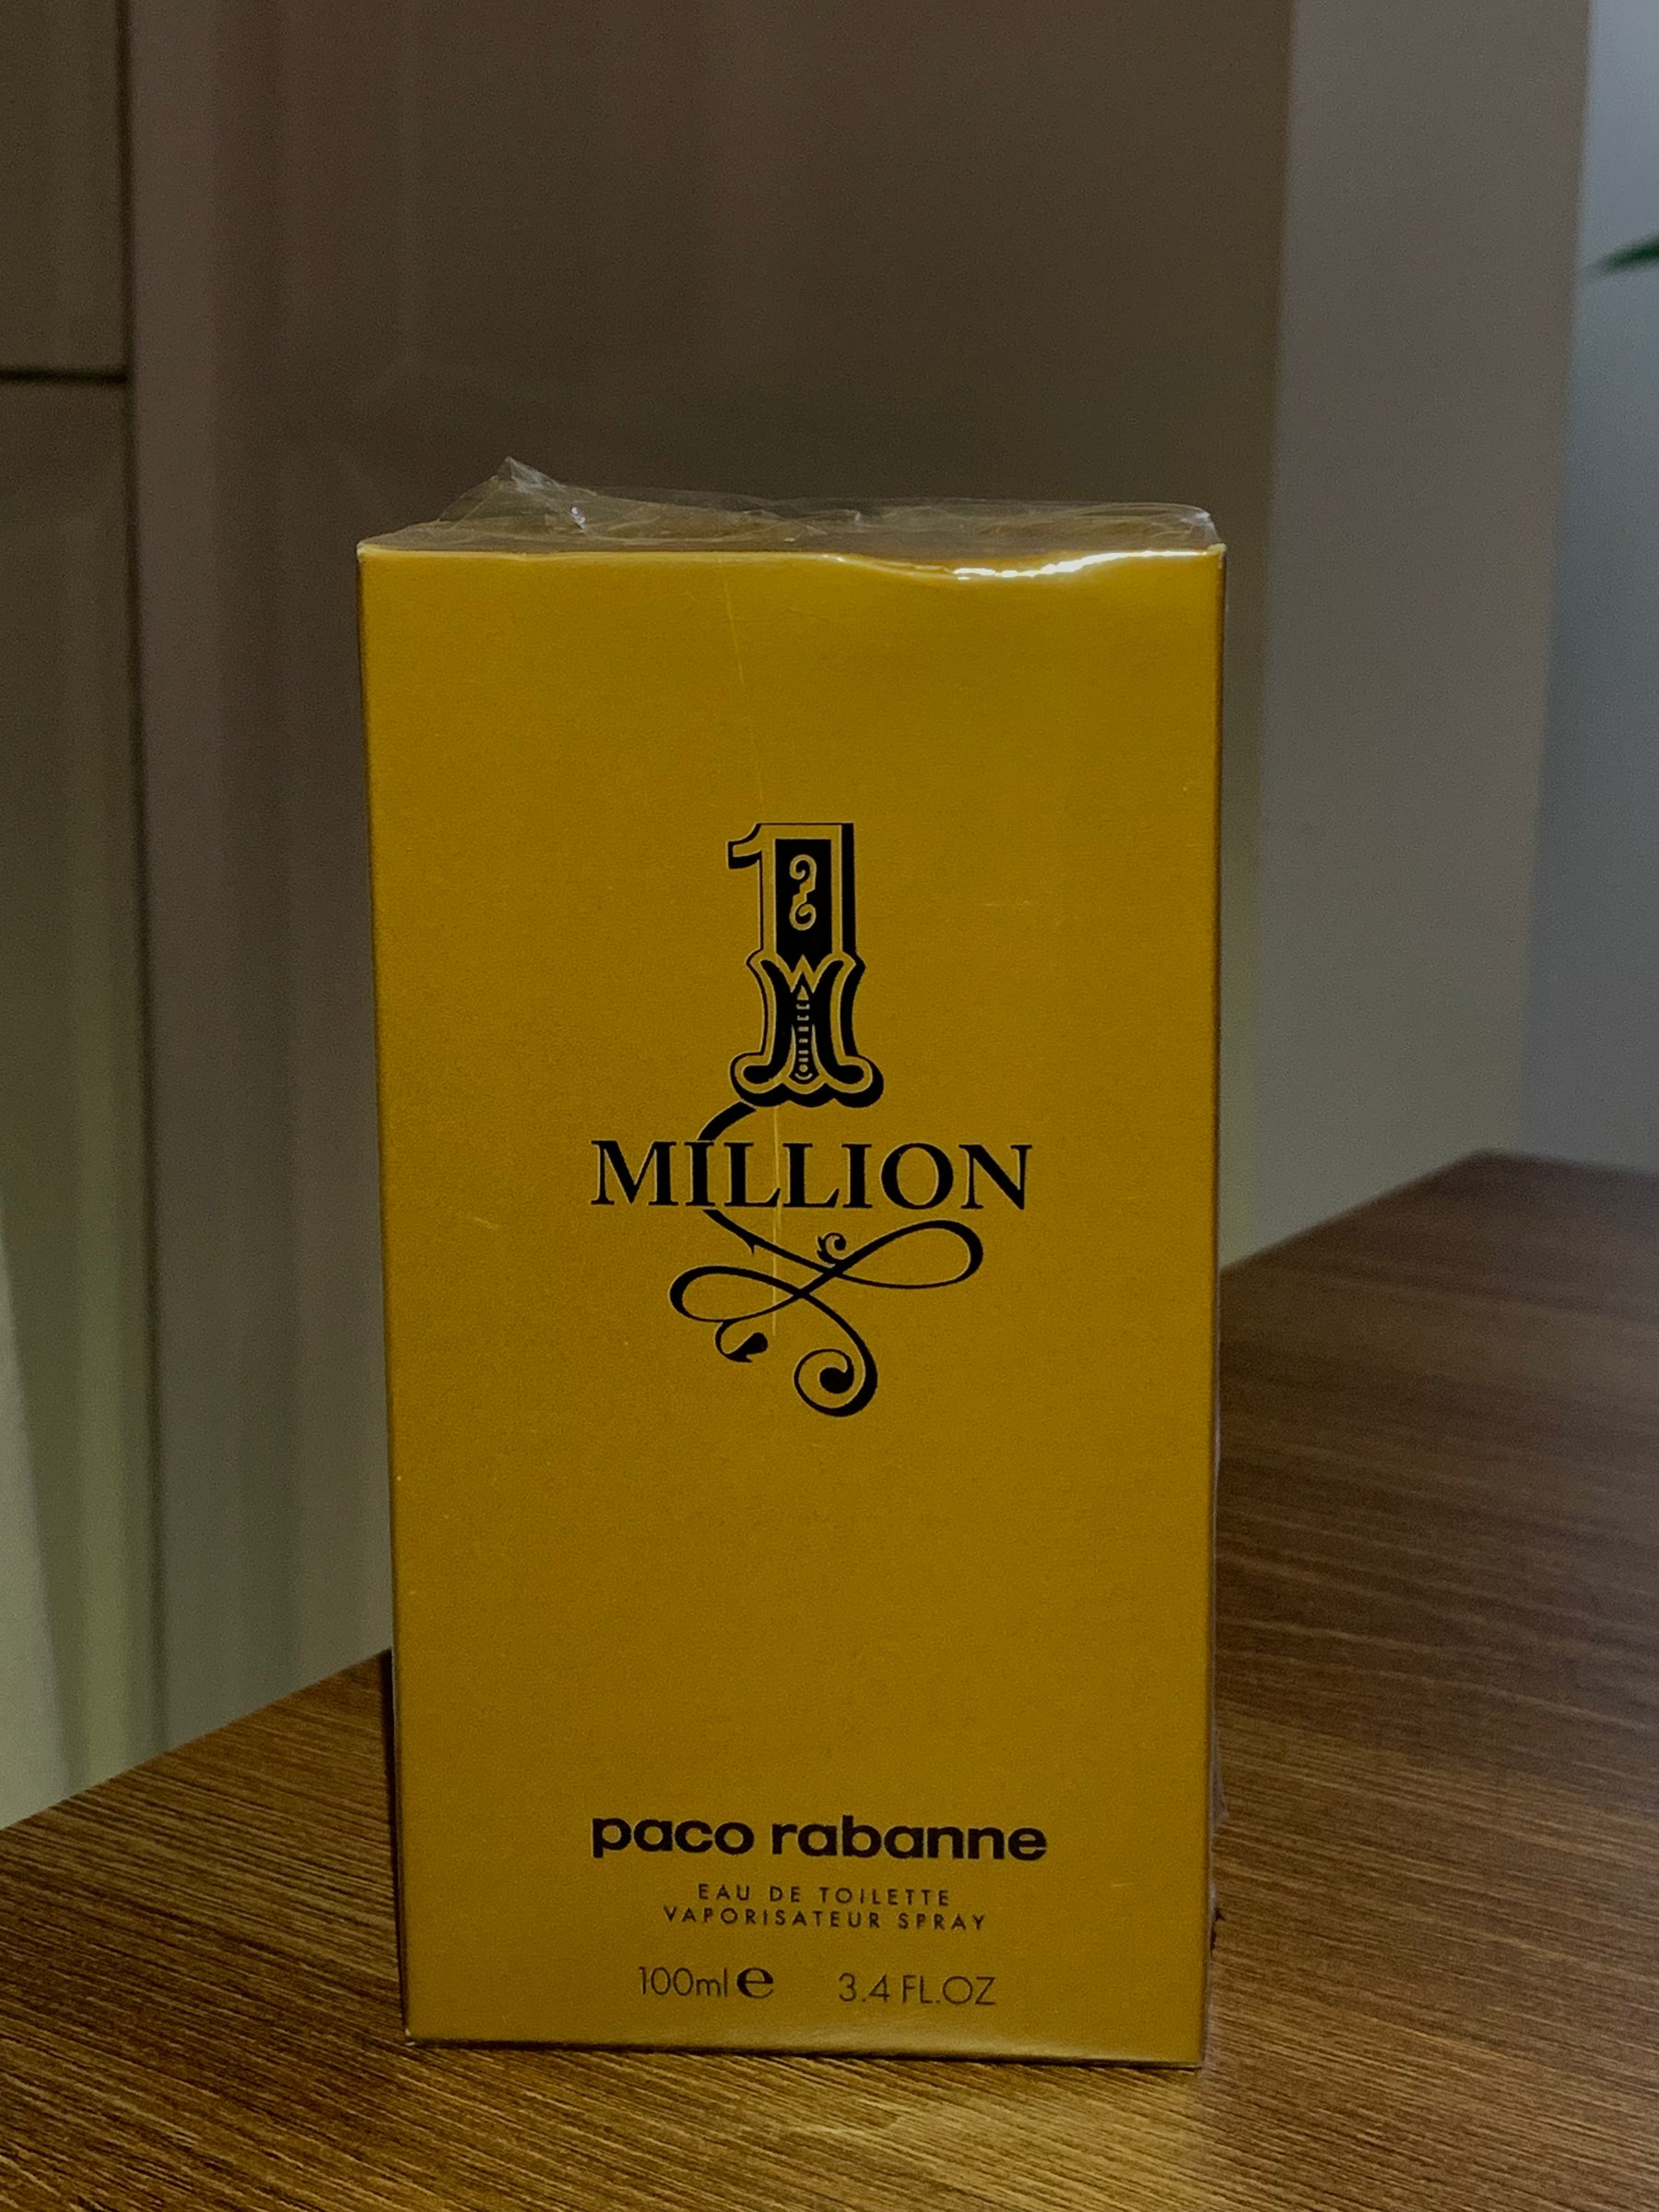 1
MILLION
paco rabanne
EAU DE TOILETTE
VAPORISATEUR SPRAY
100ml e 3.4 FL.OZ